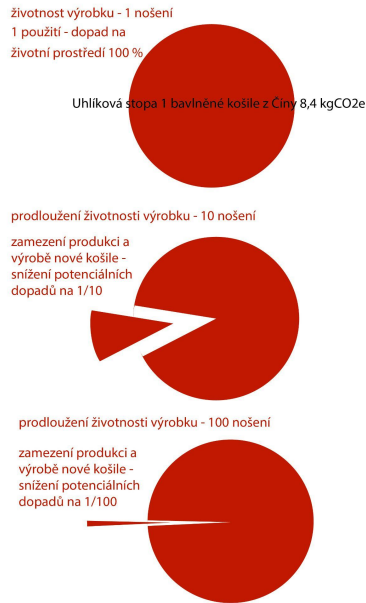 životnost výrobku - 1 nošení
1 použití - dopad na
životní prostředí 100 %
Uhlíková stopa 1 bavlněné košile z Číny 8,4 kgCO2e
prodloužení životnosti výrobku - 10 nošení
zamezení produkci a
výrobě nové košile -
snížení potenciálních
dopadů na 1/10
prodloužení životnosti výrobku - 100 nošení
zamezení produkci a
výrobě nové košile -
snížení potenciálních
dopadů na 1/100